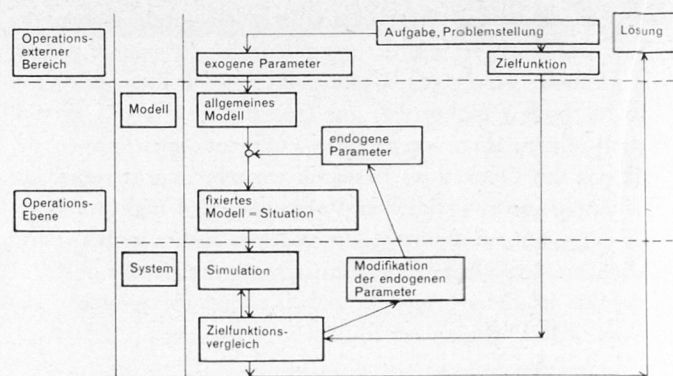 Operations-
externer
Bereich
Aufgabe, Problemstellung
Lösung
exogene Parameter
Zielfunktion
Modell
allgemeines
Modell
endogene
Parameter
Operations-
Ebene
fixiertes
Modell = Situation
System
Simulation
Modifikation
der endogenen
Parameter
Zielfunktions-
vergleich